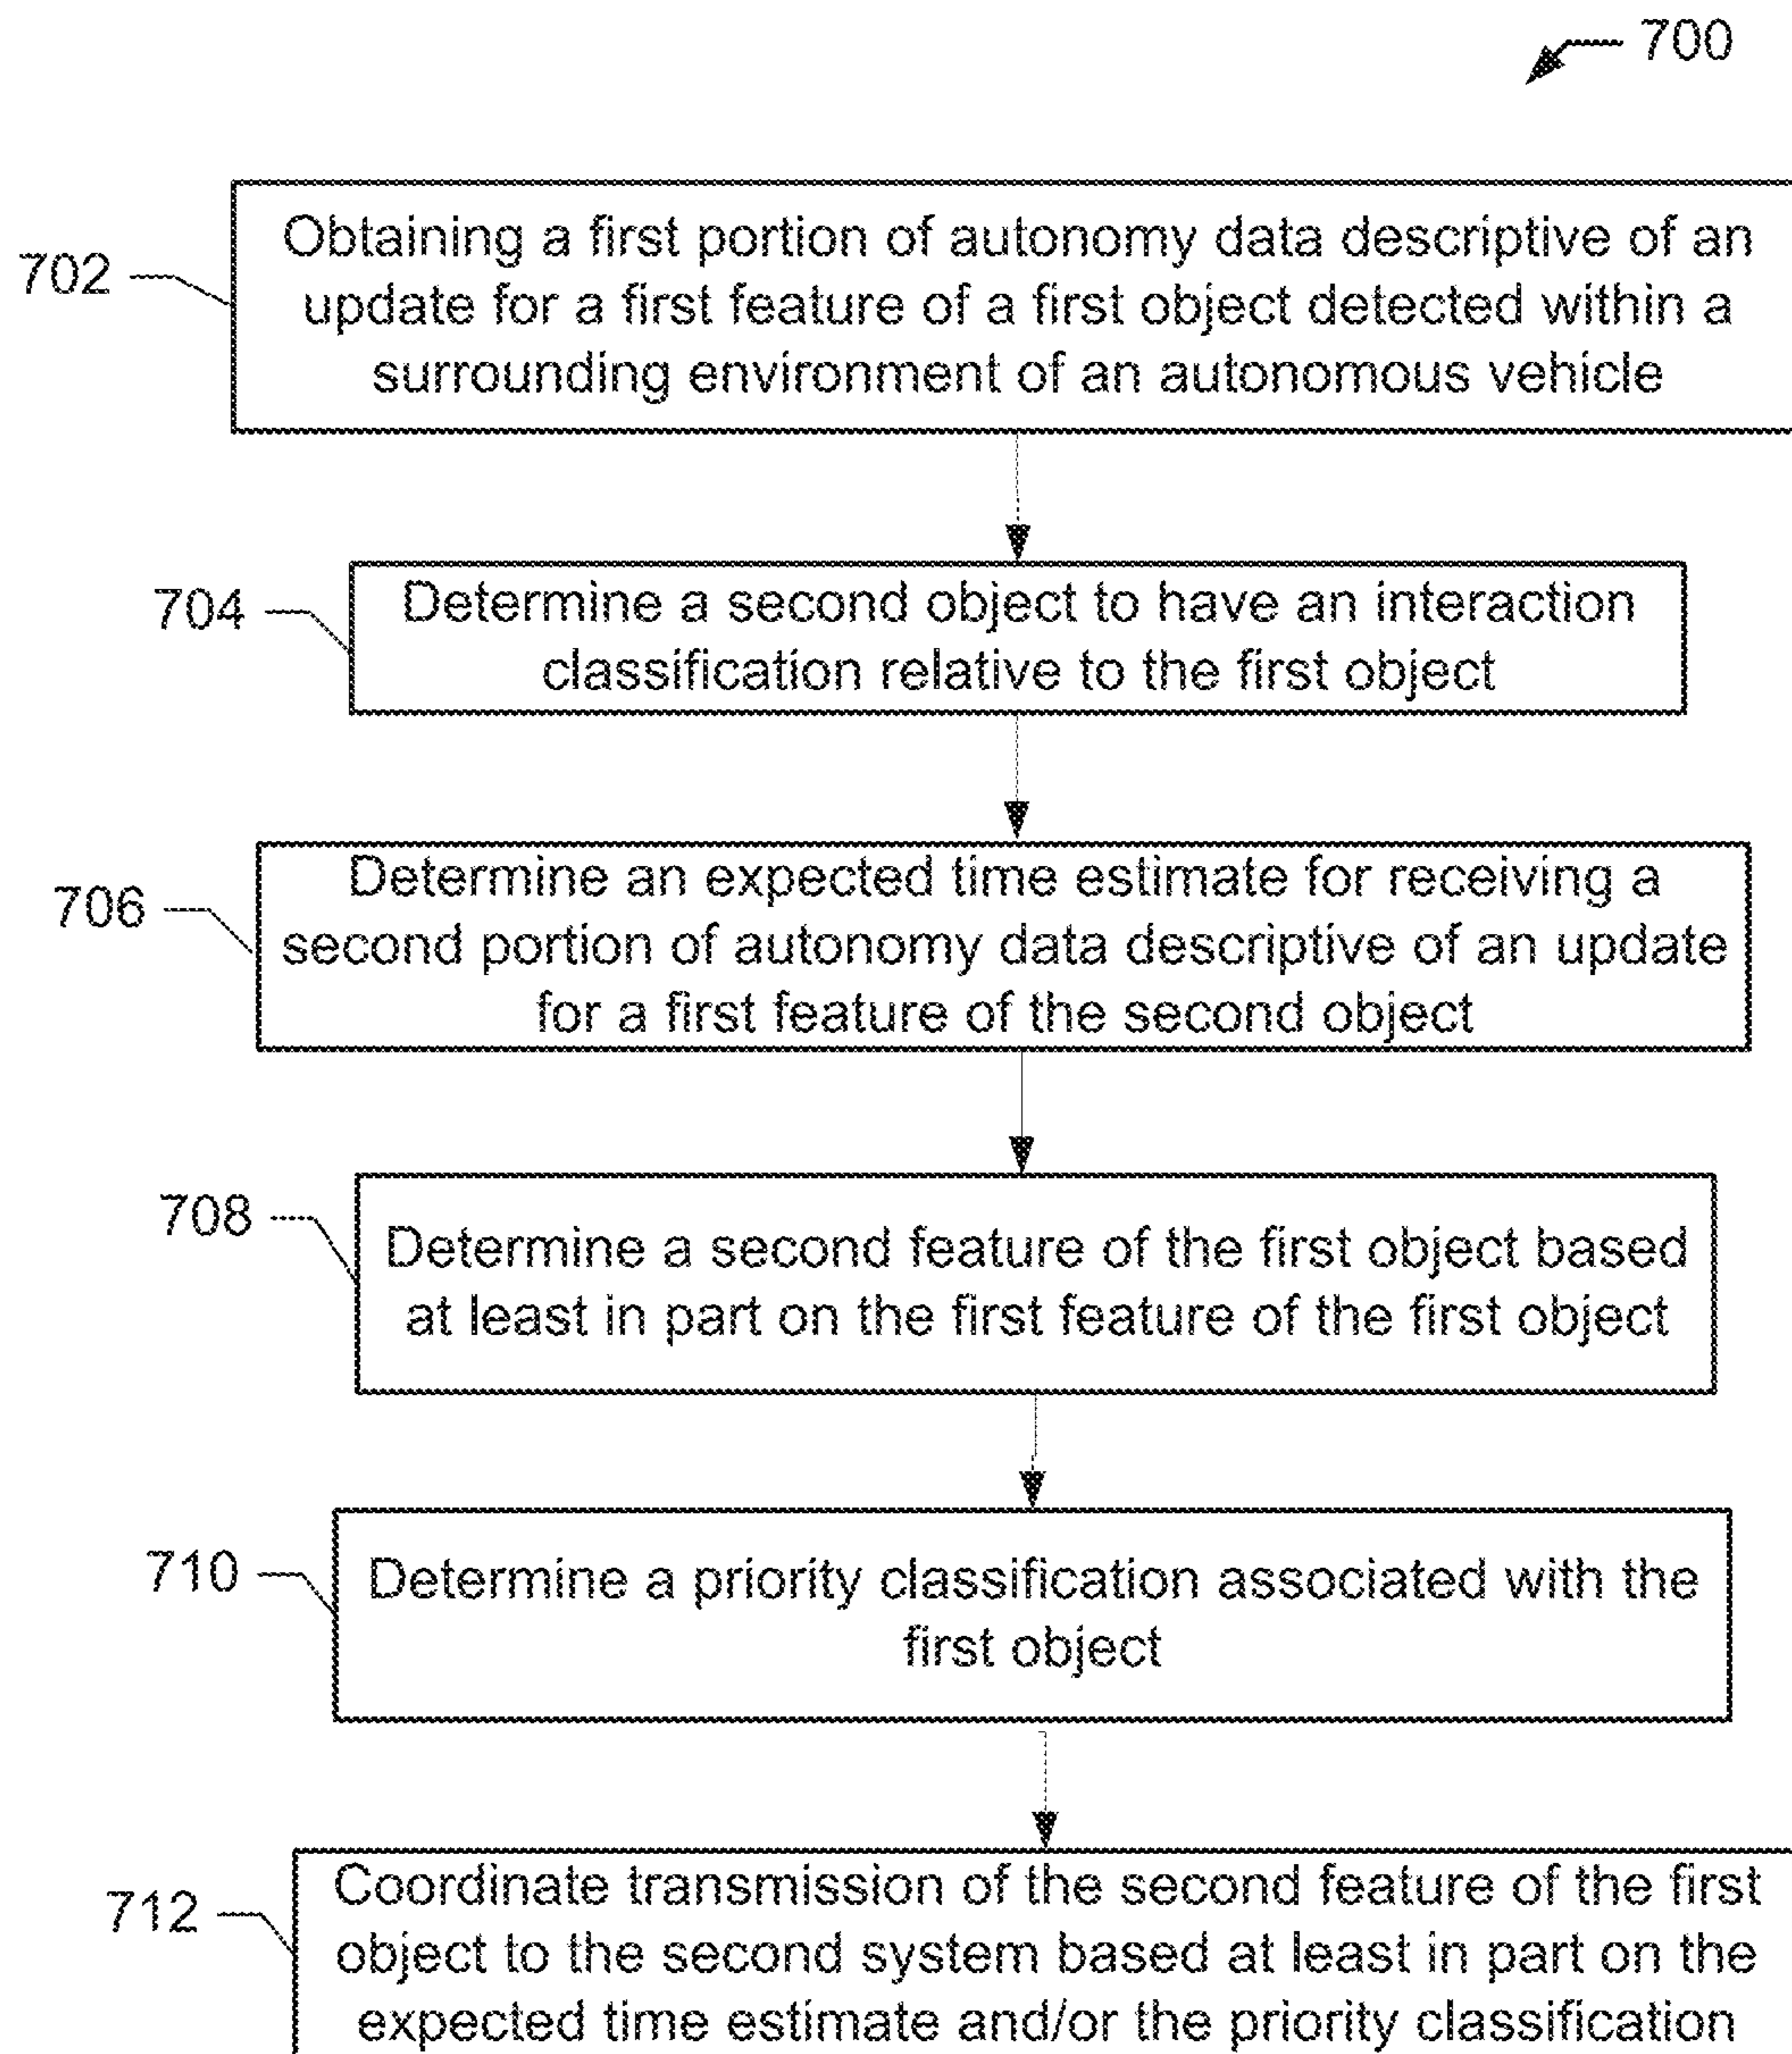 700
702
Obtaining a first portion of autonomy data descriptive of an
update for a first feature of a first object detected within a
surrounding environment of an autonomous vehicle
704
Determine a second object to have an interaction
classification relative to the first object
706
Determine an expected time estimate for receiving a
second portion of autonomy data descriptive of an update
for a first feature of the second object
708
Determine a second feature of the first object based
at least in part on the first feature of the first object
710
Determine a priority classification associated with the
first object
712
Coordinate transmission of the second feature of the first
object to the second system based at least in part on the
expected time estimate and/or the priority classification